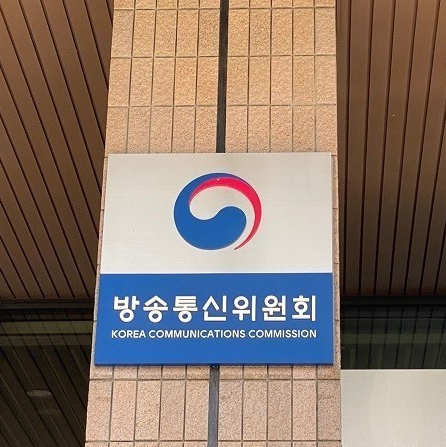 방송통신위원회
KOREA COMMUNICATIONS COMMISSION